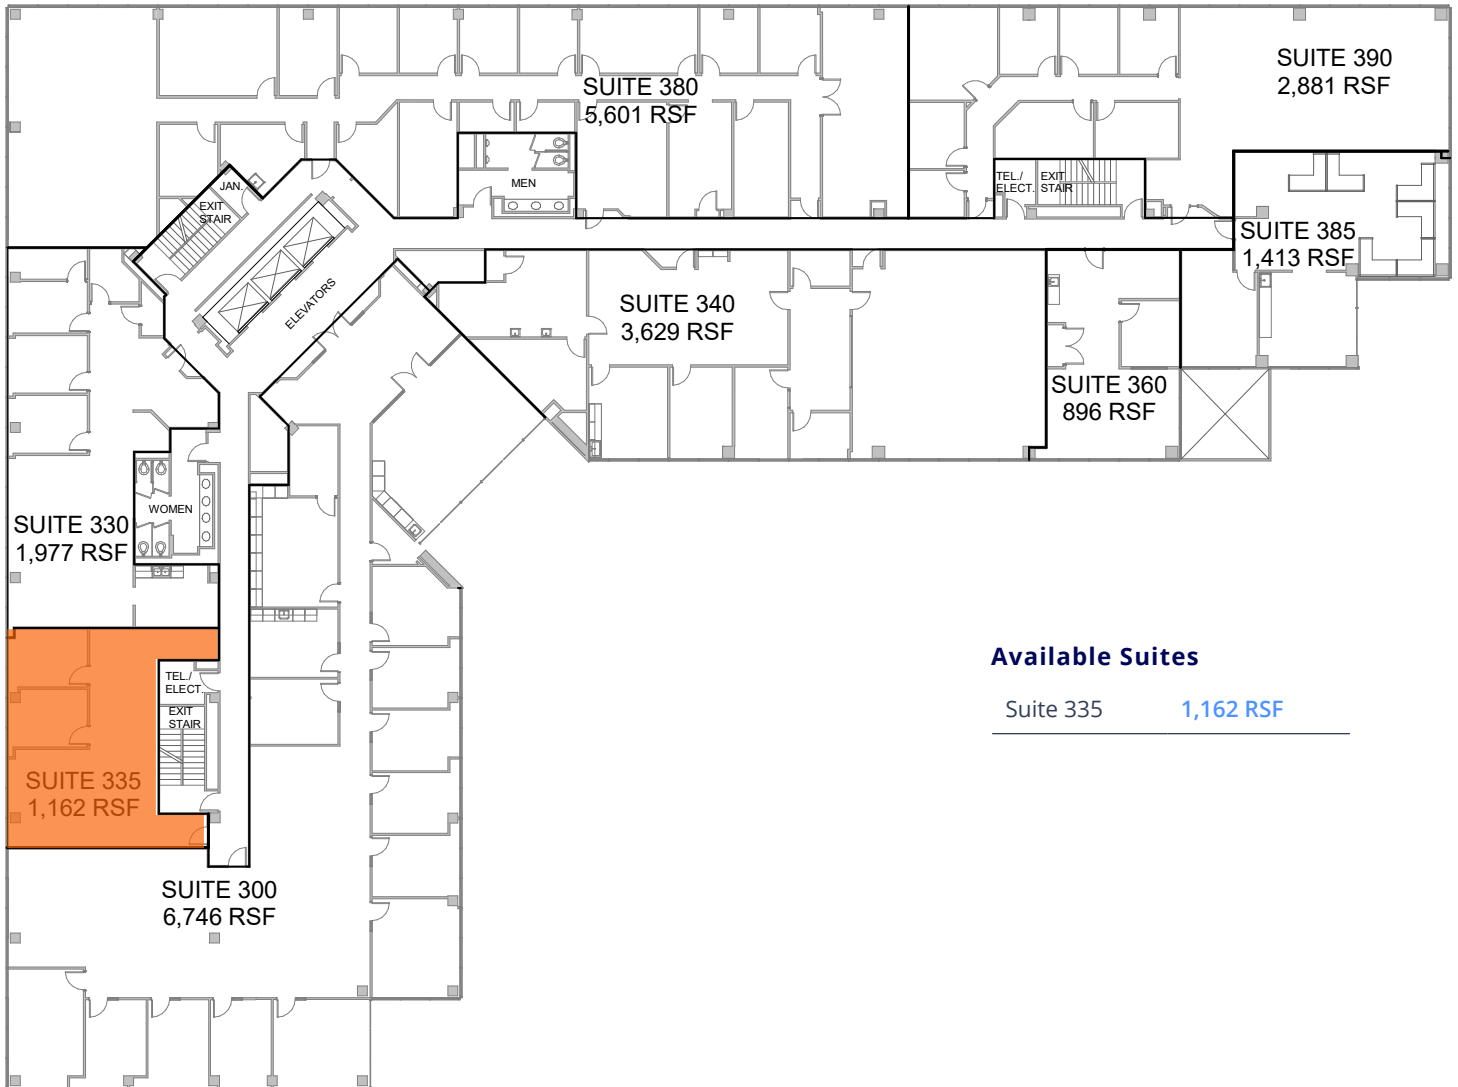 SUITE 390
2,881 RSF
SUITE 380
5,601 RSF
JAN.
MEN
TEL./
ELECT.
EXIT
STAIR
EXIT
STAIR
SUITE 385
1,413 RSF
ELEVATORS
SUITE 340
3,629 RSF
SUITE 360
896 RSF
WOMEN
SUITE 330
1,977 RSF
Available Suites
Suite 335 1,162 RSF
TEL./
ELECT.
EXIT
STAIR
SUITE 335
1,162 RSF
SUITE 300
6,746 RSF